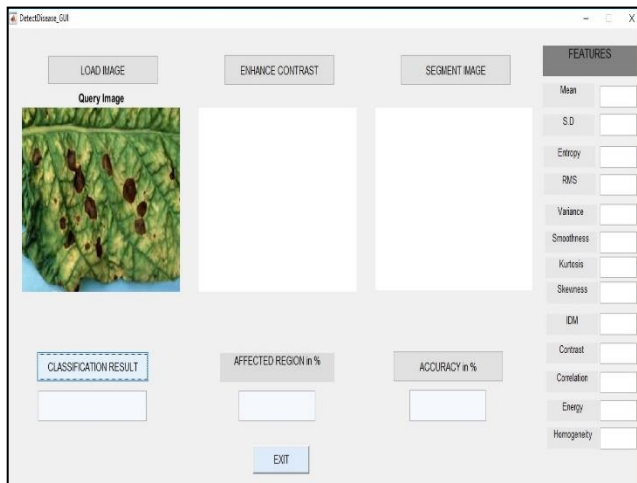 DetectDisease_GUI
LOAD IMAGE
ENHANCE CONTRAST
SEGMENT IMAGE
Query Image
CLASSIFICATION RESULT
AFFECTED REGION in %
ACCURACY in %
EXIT
FEATURES
Mean
S.D
Entropy
RMS
Variance
Smoothness
Kurtosis
Skewness
IDM
Contrast
Correlation
Energy
Homogeneity